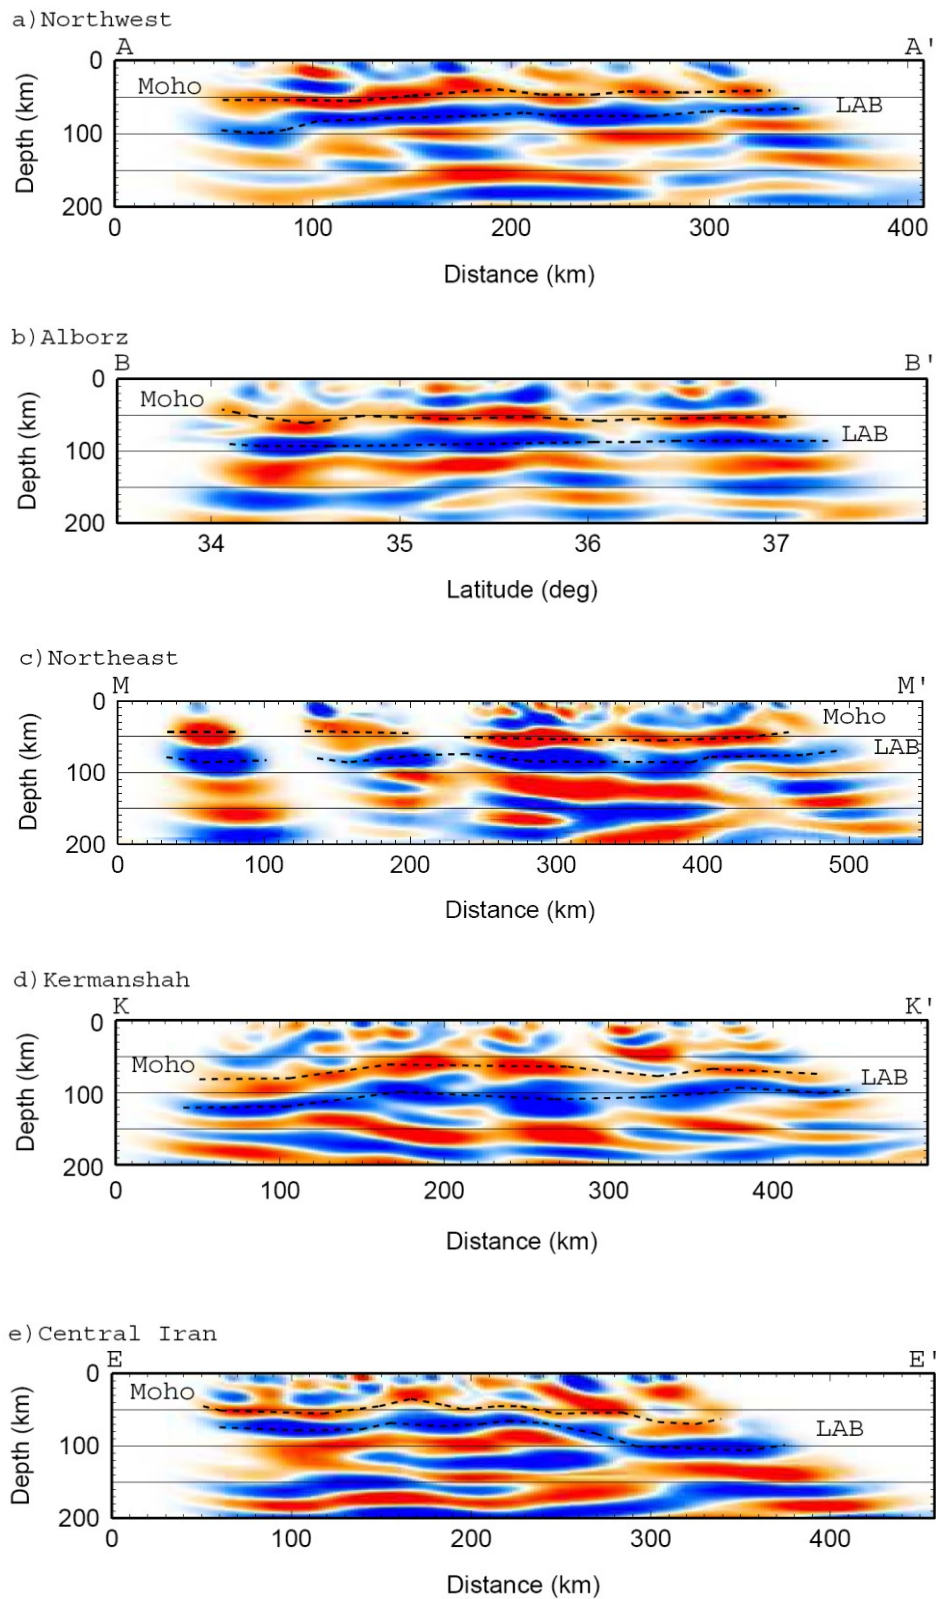 a)Northwest
A A'
Moho
LAB
Depth (km)
0
100
200
0 100 200 300 400
Distance (km)
b)Alborz
B B'
Moho
LAB
Depth (km)
0
100
200
34 35 36 37
Latitude (deg)
c)Northeast
M M'
Moho
LAB
Depth (km)
0
100
200
0 100 200 300 400 500
Distance (km)
d)Kermanshah
K K'
Moho
LAB
Depth (km)
0
100
200
0 100 200 300 400
Distance (km)
e)Central Iran
E E'
Moho
LAB
Depth (km)
0
100
200
0 100 200 300 400
Distance (km)